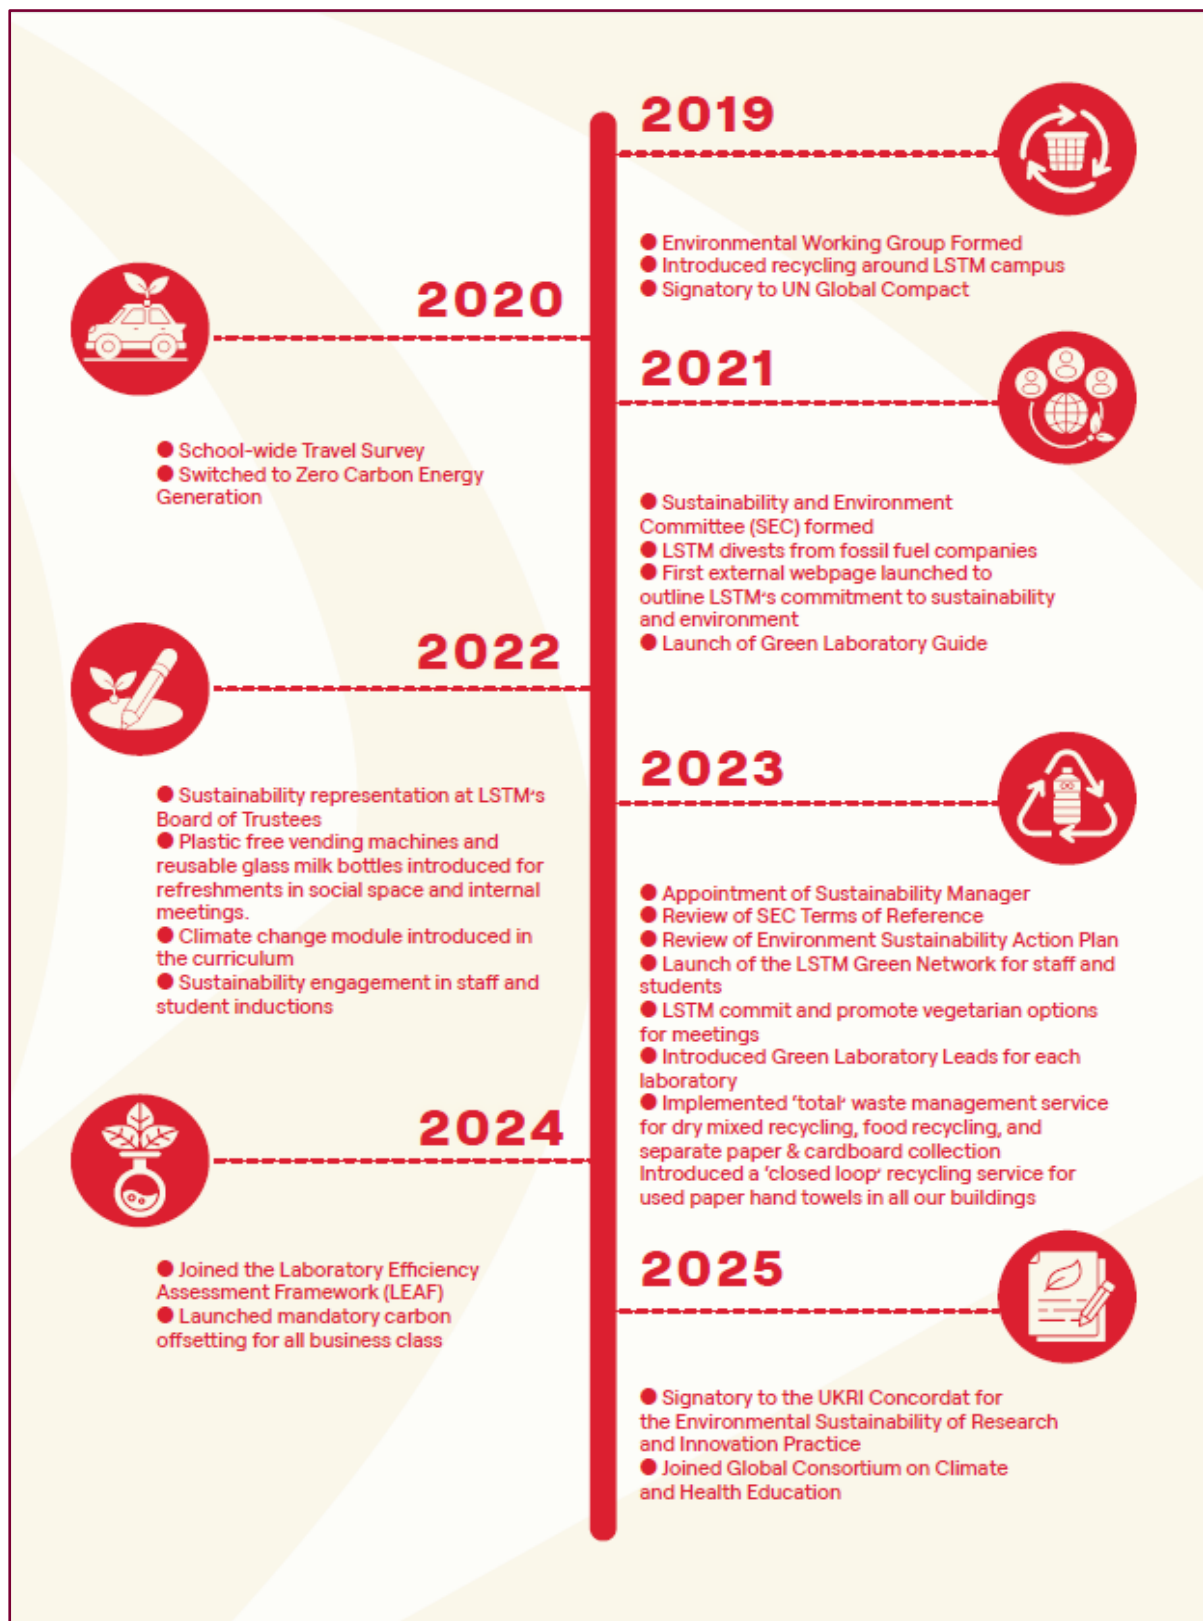 2019
● Environmental Working Group Formed
● Introduced recycling around LSTM campus
● Signatory to UN Global Compact
2020
● School-wide Travel Survey
● Switched to Zero Carbon Energy
Generation
2021
● Sustainability and Environment
Committee (SEC) formed
● LSTM divests from fossil fuel companies
● First external webpage launched to
outline LSTM's commitment to sustainability
and environment
● Launch of Green Laboratory Guide
2022
● Sustainability representation at LSTM's
Board of Trustees
● Plastic free vending machines and
reusable glass milk bottles introduced for
refreshments in social space and internal
meetings.
● Climate change module introduced in
the curriculum
● Sustainability engagement in staff and
student inductions
2023
● Appointment of Sustainability Manager
● Review of SEC Terms of Reference
● Review of Environment Sustainability Action Plan
● Launch of the LSTM Green Network for staff and
students
● LSTM commit and promote vegetarian options
for meetings
● Introduced Green Laboratory Leads for each
laboratory
● Implemented 'total' waste management service
for dry mixed recycling, food recycling, and
separate paper & cardboard collection
Introduced a 'closed loop' recycling service for
used paper hand towels in all our buildings
2024
● Joined the Laboratory Efficiency
Assessment Framework (LEAF)
● Launched mandatory carbon
offsetting for all business class
2025
● Signatory to the UKRI Concordat for
the Environmental Sustainability of Research
and Innovation Practice
● Joined Global Consortium on Climate
and Health Education